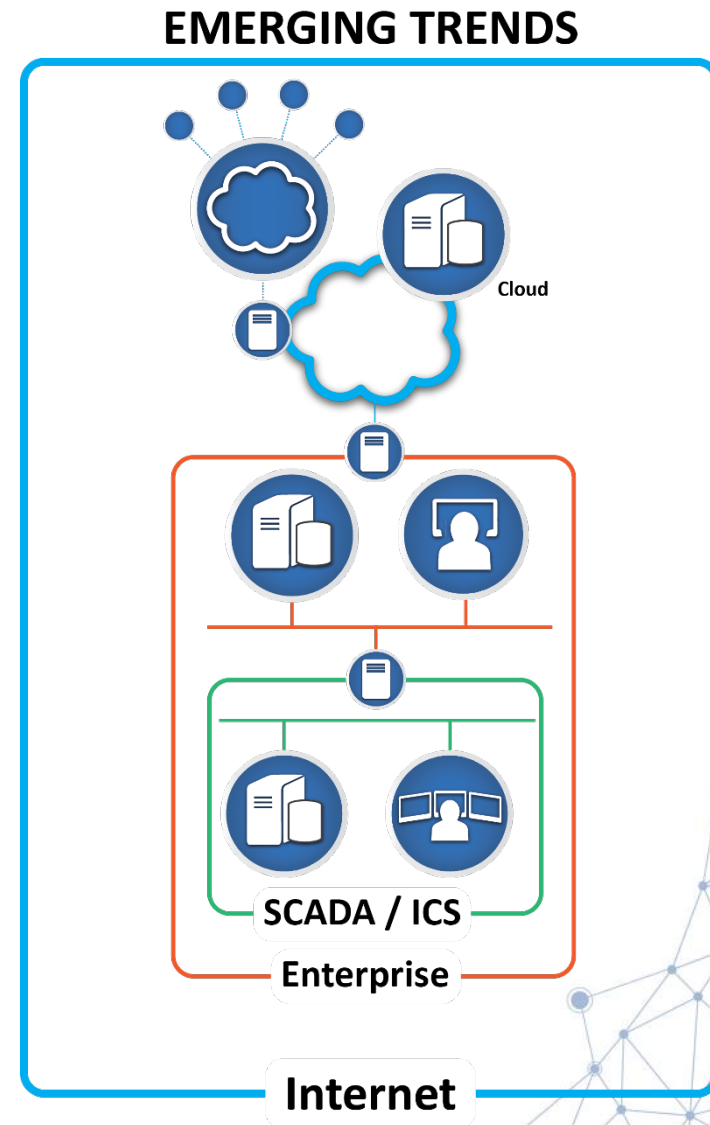 EMERGING TRENDS
Cloud
SCADA / ICS
Enterprise
Internet